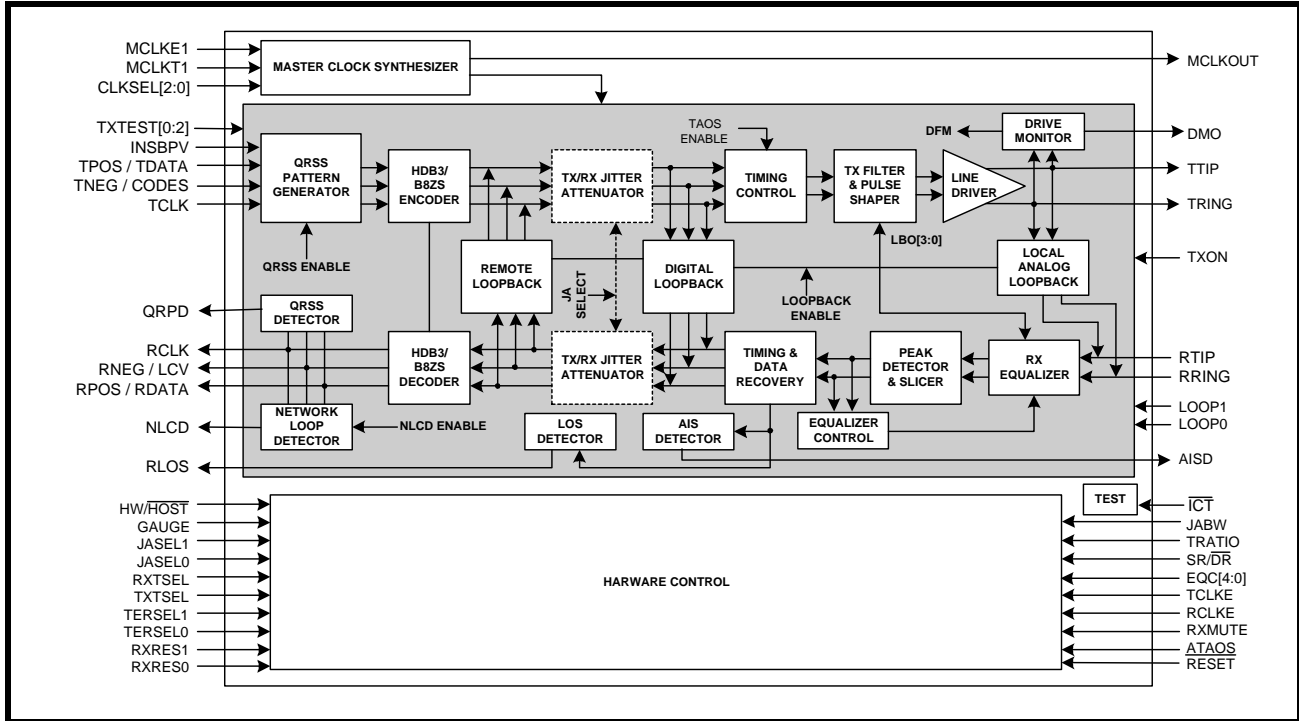 MCLKE1
MCLKT1
CLKSEL[2:0]
MASTER CLOCK SYNTHESIZER
MCLKOUT
TXTEST[0:2]
INSBPV
TPOS / TDATA
TNEG / CODES
TCLK
QRSS
PATTERN
GENERATOR
HDB3/
B8ZS
ENCODER
TX/RX JITTER
ATTENUATOR
TAOS
ENABLE
TIMING
CONTROL
TX FILTER
& PULSE
SHAPER
LINE
DRIVER
DFM
DRIVE
MONITOR
DMO
TTIP
TRING
QRSS ENABLE
REMOTE
LOOPBACK
JA
SELECT
DIGITAL
LOOPBACK
LOOPBACK
ENABLE
LBO[3:0]
LOCAL
ANALOG
LOOPBACK
TXON
QRPD
RCLK
RNEG / LCV
RPOS / RDATA
NLCD
RLOS
QRSS
DETECTOR
NETWORK
LOOP
DETECTOR
NLCD ENABLE
HDB3/
B8ZS
DECODER
TX/RX JITTER
ATTENUATOR
TIMING &
DATA
RECOVERY
PEAK
DETECTOR
& SLICER
RX
EQUALIZER
LOS
DETECTOR
AIS
DETECTOR
EQUALIZER
CONTROL
RTIP
RRING
LOOP1
LOOP0
AISD
HW/HOST
GAUGE
JASEL1
JASEL0
RXTSEL
TXTSEL
TERSEL1
TERSEL0
RXRES1
RXRES0
HARWARE CONTROL
TEST
ICT
JABW
TRATIO
SR/DR
EQC[4:0]
TCLKE
RCLKE
RXMUTE
ATAOS
RESET